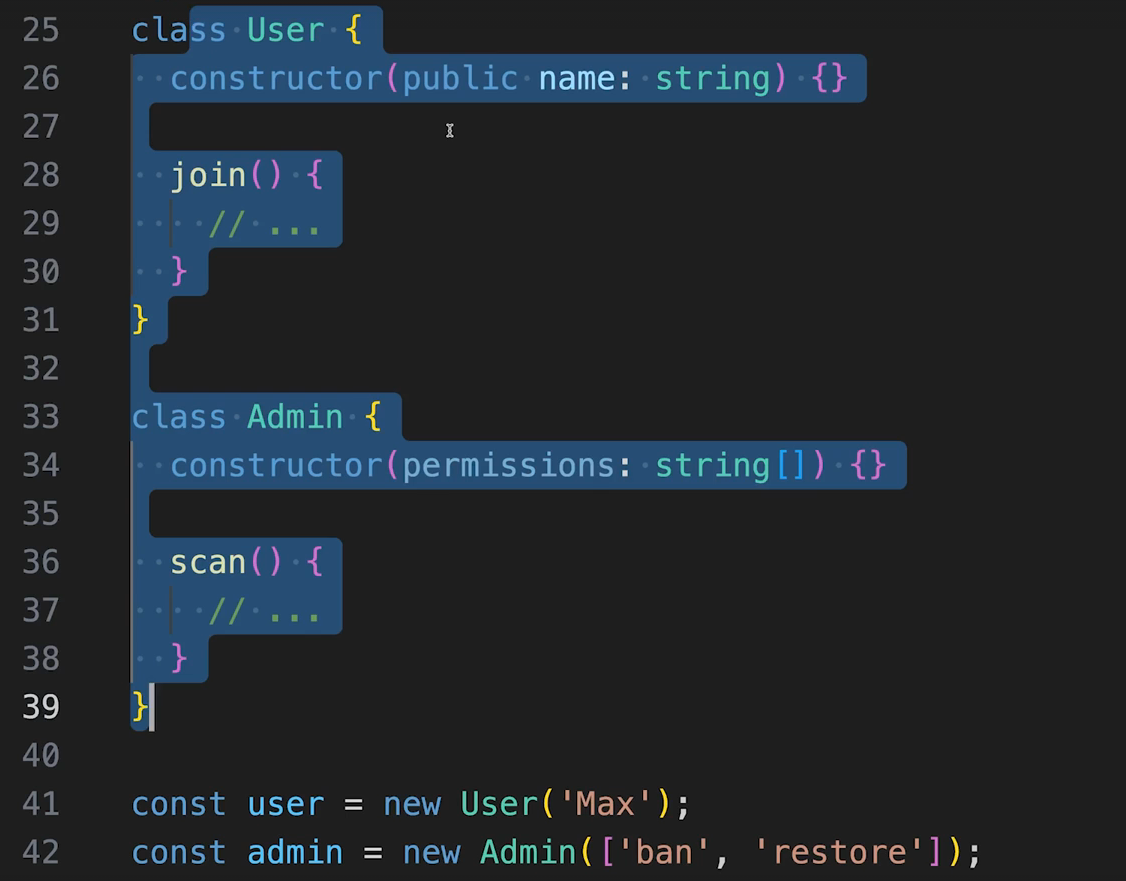 25 class User {
26   constructor(public name: string) {}
27
28   join() {
29     // ...
30   }
31 }
32
33 class Admin {
34   constructor(permissions: string[]) {}
35
36   scan() {
37     // ...
38   }
39 }
40
41 const user = new User('Max');
42 const admin = new Admin(['ban', 'restore']);